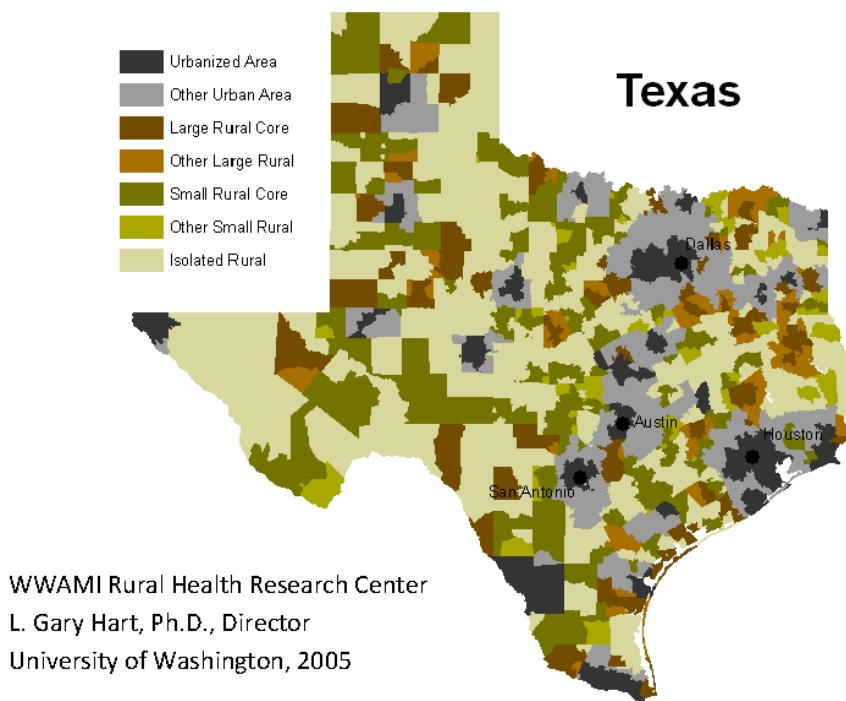 Texas
Urbanized Area
Other Urban Area
Large Rural Core
Other Large Rural
Small Rural Core
Other Small Rural
Isolated Rural
Dallas
Austin
Houston
San Antonio
WWAMI Rural Health Research Center
L. Gary Hart, Ph.D., Director
University of Washington, 2005